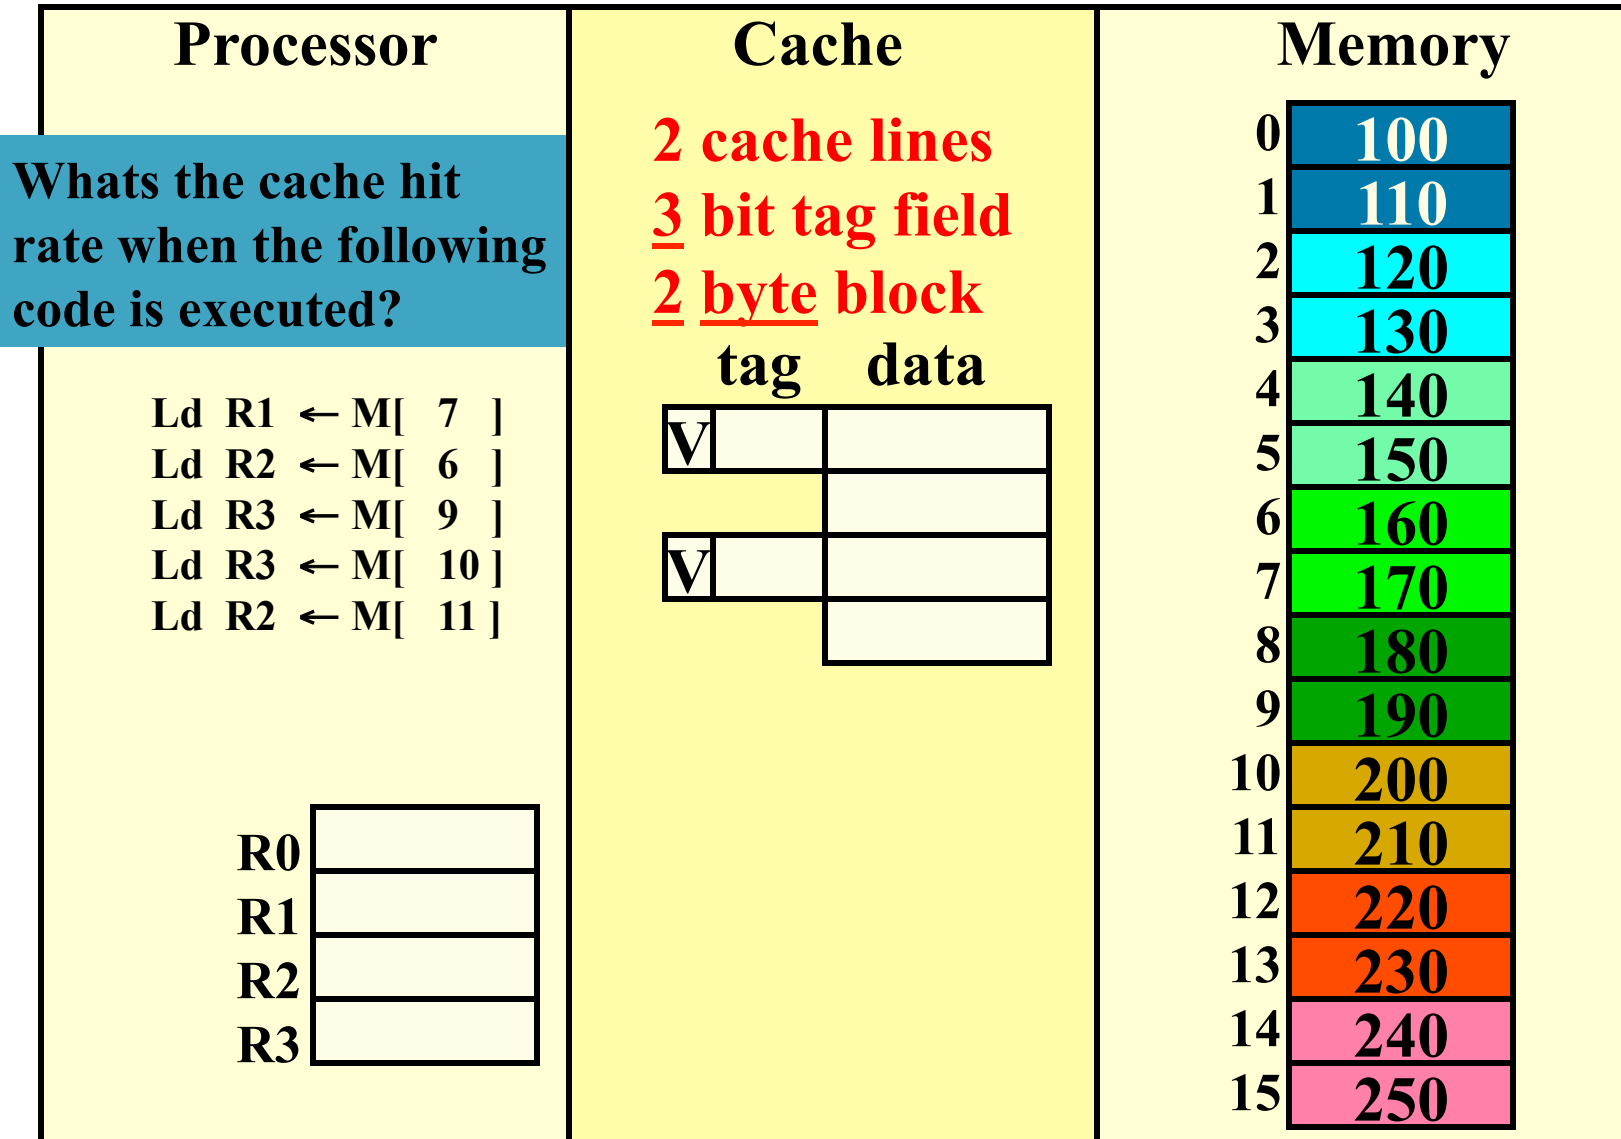 Processor
Whats the cache hit
rate when the following
code is executed?
Ld R1 ← M[ 7 ]
Ld R2 ← M[ 6 ]
Ld R3 ← M[ 9 ]
Ld R3 ← M[ 10 ]
Ld R2 ← M[ 11 ]
R0
R1
R2
R3
Cache
2 cache lines
3 bit tag field
2 byte block
tag data
V
V
Memory
0 100
1 110
2 120
3 130
4 140
5 150
6 160
7 170
8 180
9 190
10 200
11 210
12 220
13 230
14 240
15 250